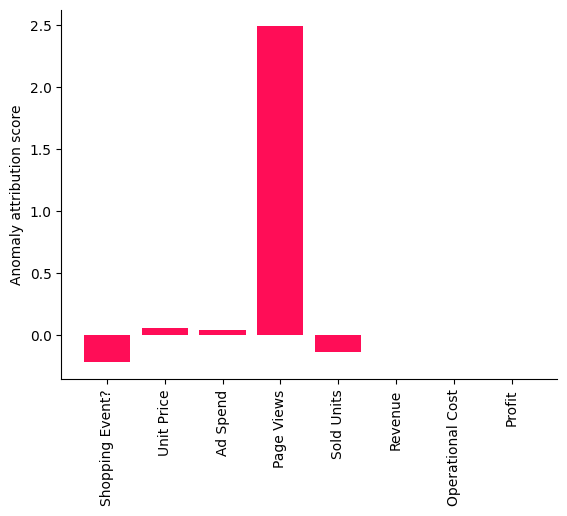 Anomaly attribution score
2.5
2.0
1.5
1.0
0.5
0.0
Shopping Event?
Unit Price
Ad Spend
Page Views
Sold Units
Revenue
Operational Cost
Profit